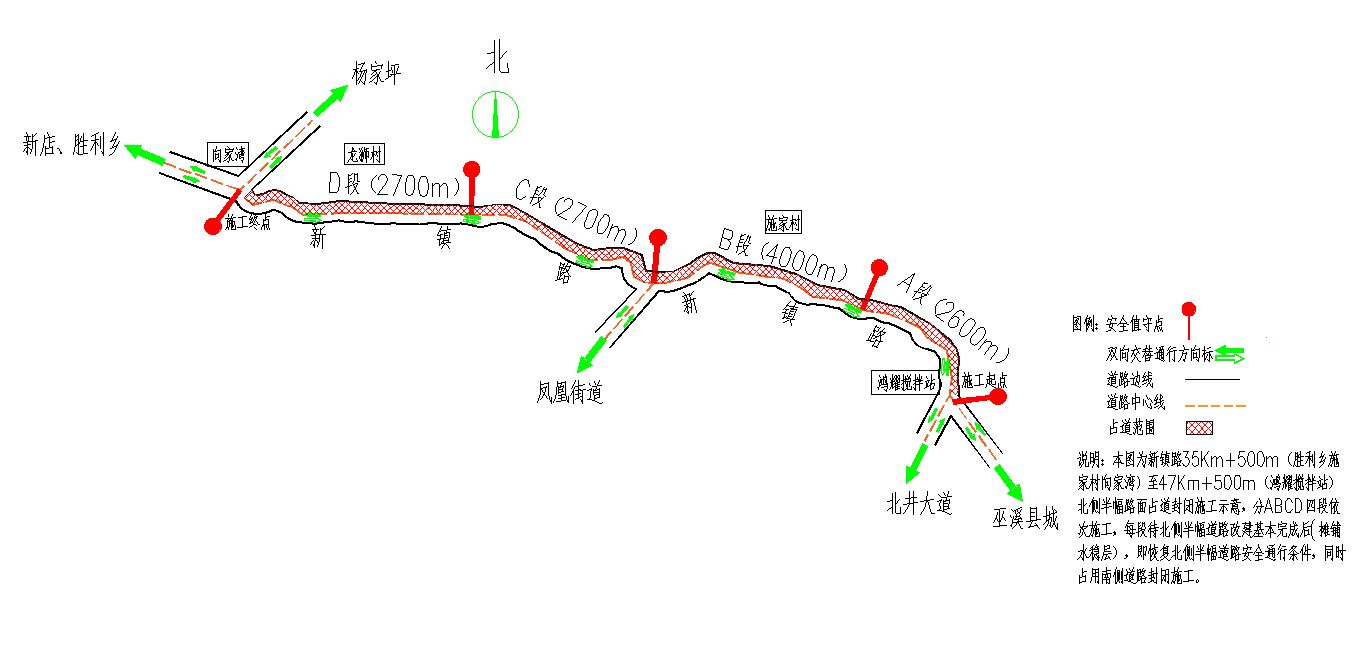 北
杨家坪
新店、胜利乡
向家湾
龙狮村
D段（2700m）
C段（2700m）
施家村
B段（4000m）
A段（2600m）
施工终点
新
镇
路
新
镇
路
凤凰街道
鸿耀搅拌站
施工起点
北井大道
巫溪县城
图例：安全值守点
双向交替通行方向标
道路边线
道路中心线
占道范围
说明：本图为新镇路35Km+500m（胜利乡施
家村向家湾）至47Km+500m（鸿耀搅拌站）
北侧半幅路面占道封闭施工示意，分ABCD四段依
次施工，每段待北侧半幅道路改建基本完成后（摊铺
水稳层），即恢复北侧半幅道路安全通行条件，同时
占用南侧道路封闭施工。